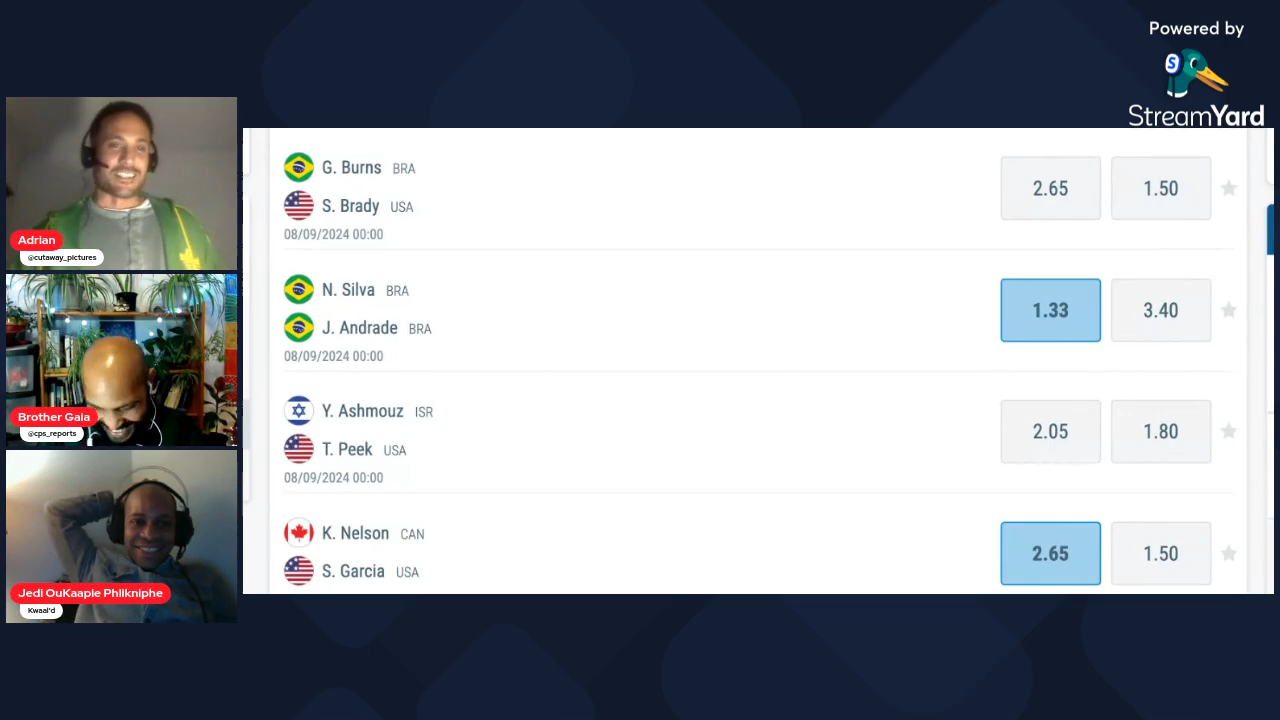 Powered by
S
StreamYard
Adrian
@cutaway_pictures
Brother Gaia
@cps_reports
Jedi OuKaapie Phlikniphe
Kwaai'd
G. Burns BRA
2.65 1.50
S. Brady USA
08/09/2024 00:00
N. Silva BRA
1.33 3.40
J. Andrade BRA
08/09/2024 00:00
Y. Ashmouz ISR
2.05 1.80
T. Peek USA
08/09/2024 00:00
K. Nelson CAN
2.65 1.50
S. Garcia USA